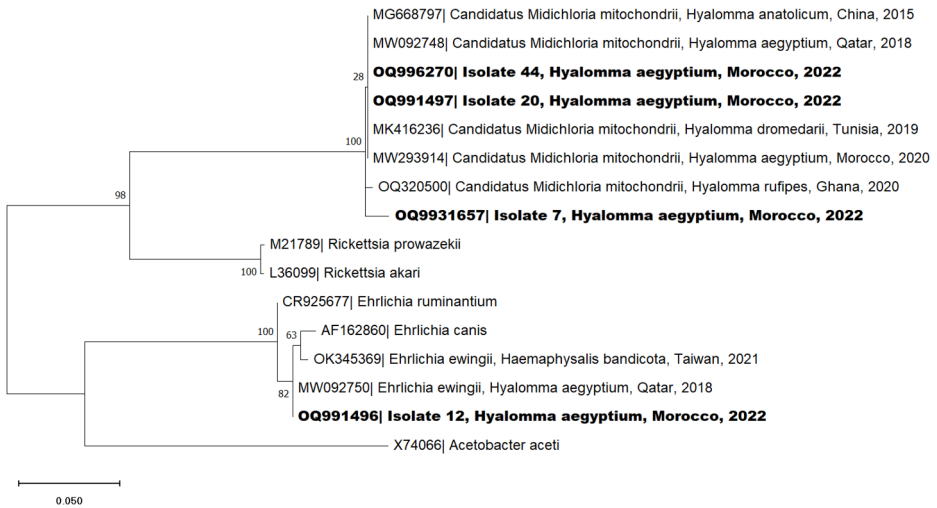 MG668797| Candidatus Midichloria mitochondrii, Hyalomma anatolicum, China, 2015
MW092748| Candidatus Midichloria mitochondrii, Hyalomma aegyptium, Qatar, 2018
OQ996270| Isolate 44, Hyalomma aegyptium, Morocco, 2022
28
OQ991497| Isolate 20, Hyalomma aegyptium, Morocco, 2022
MK416236| Candidatus Midichloria mitochondrii, Hyalomma dromedarii, Tunisia, 2019
100
MW293914| Candidatus Midichloria mitochondrii, Hyalomma aegyptium, Morocco, 2020
OQ320500| Candidatus Midichloria mitochondrii, Hyalomma rufipes, Ghana, 2020
98
OQ9931657| Isolate 7, Hyalomma aegyptium, Morocco, 2022
M21789| Rickettsia prowazekii
100
L36099| Rickettsia akari
CR925677| Ehrlichia ruminantium
100
63
AF162860| Ehrlichia canis
OK345369| Ehrlichia ewingii, Haemaphysalis bandicota, Taiwan, 2021
MW092750| Ehrlichia ewingii, Hyalomma aegyptium, Qatar, 2018
82
OQ991496| Isolate 12, Hyalomma aegyptium, Morocco, 2022
X74066| Acetobacter aceti
0.050